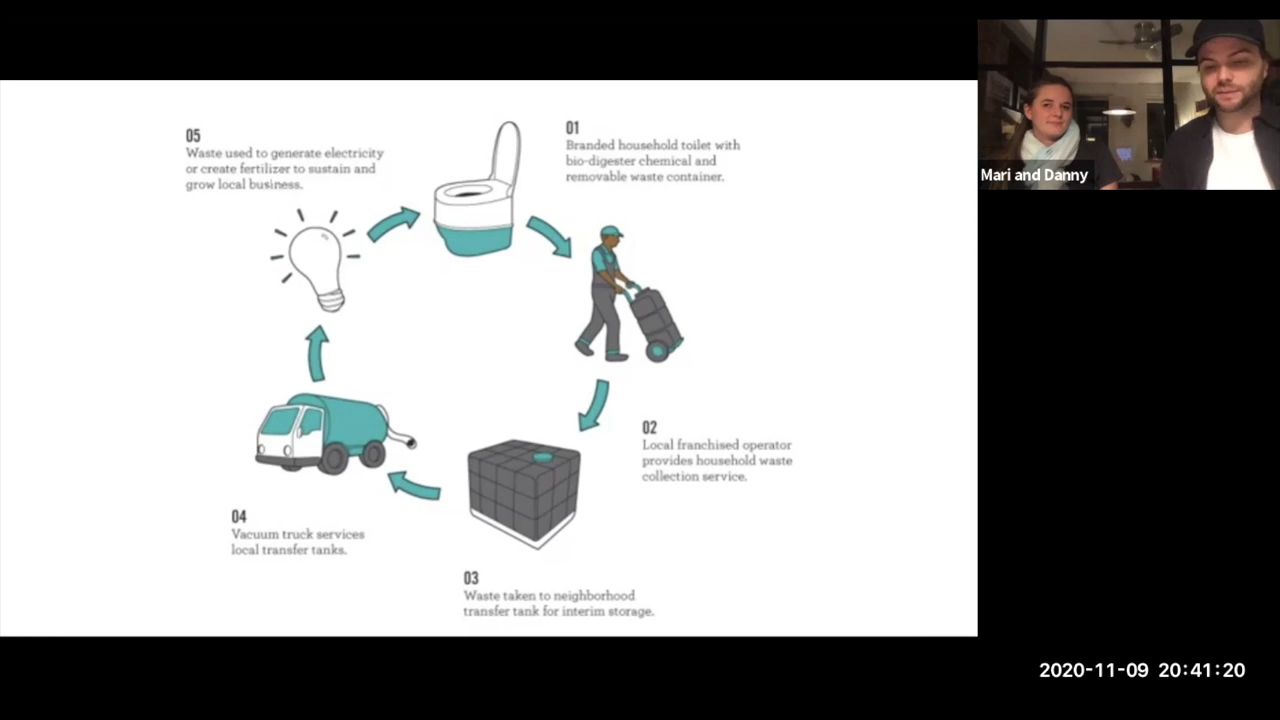 05
Waste used to generate electricity
or create fertilizer to sustain and
grow local business.
01
Branded household toilet with
bio-digester chemical and
removable waste container.
02
Local franchised operator
provides household waste
collection service.
04
Vacuum truck services
local transfer tanks.
03
Waste taken to neighborhood
transfer tank for interim storage.
Mari and Danny
2020-11-09 20:41:20